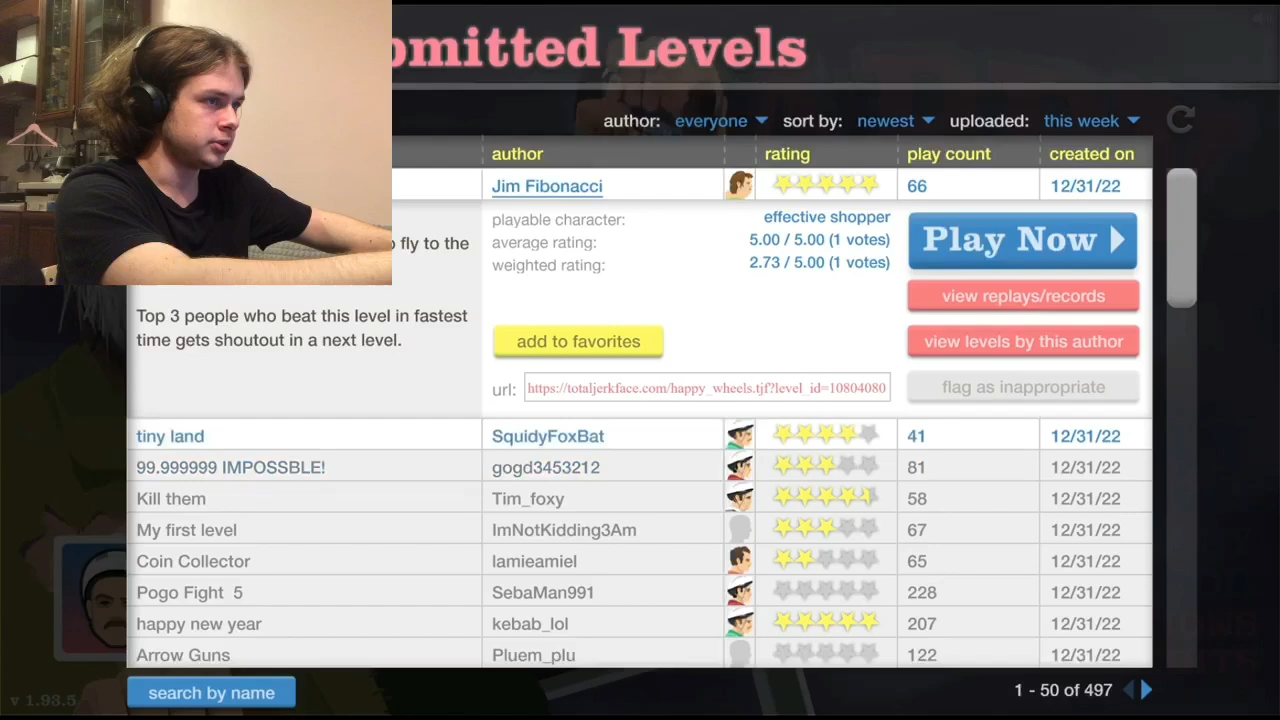 omitted Levels
author: everyone sort by: newest uploaded: this week
author rating play count created on
Jim Fibonacci 66 12/31/22
playable character: effective shopper
average rating: 5.00 / 5.00 (1 votes)
weighted rating: 2.73 / 5.00 (1 votes)
fly to the
Play Now
view replays/records
Top 3 people who beat this level in fastest
time gets shoutout in a next level.
add to favorites
view levels by this author
url: https://totaljerkface.com/happy_wheels.tjf?level_id=10804080
flag as inappropriate
tiny land SquidyFoxBat 41 12/31/22
99.999999 IMPOSSBLE! gogd3453212 81 12/31/22
Kill them Tim_foxy 58 12/31/22
My first level ImNotKidding3Am 67 12/31/22
Coin Collector lamieamiel 65 12/31/22
Pogo Fight 5 SebaMan991 228 12/31/22
happy new year kebab_lol 207 12/31/22
Arrow Guns Pluem_plu 122 12/31/22
search by name
1 - 50 of 497
v 1.93.5